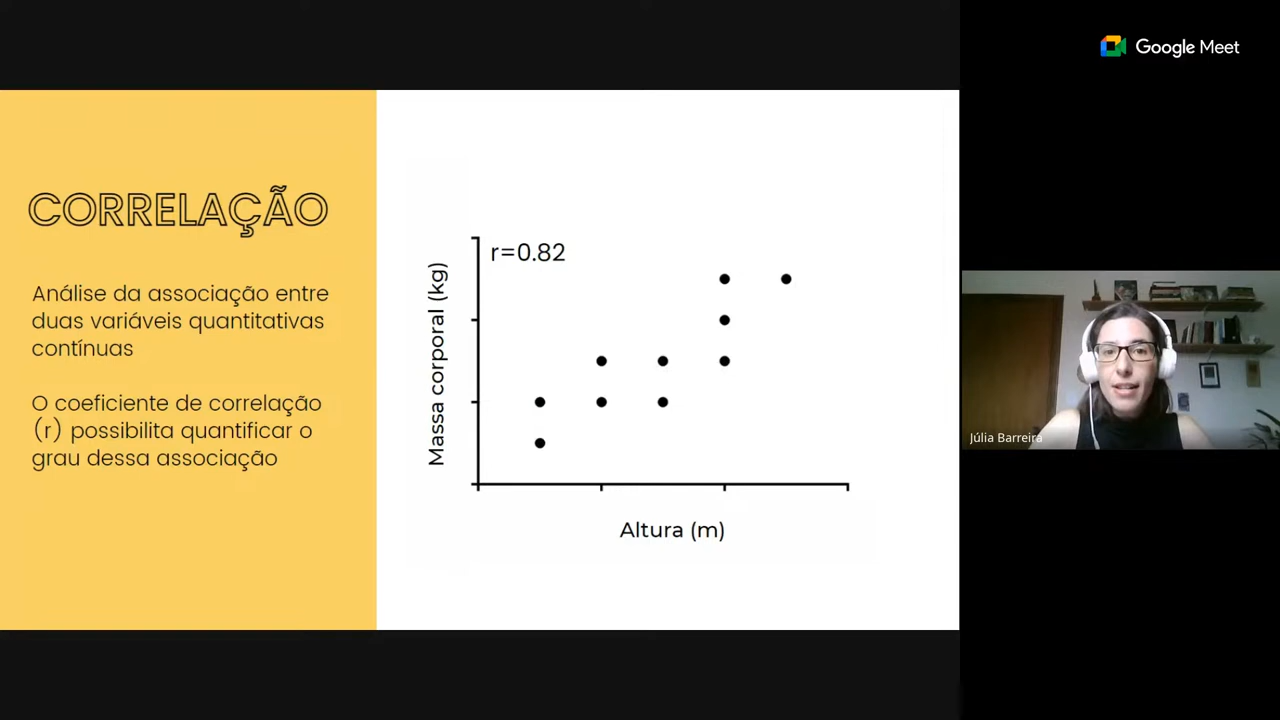 Google Meet
CORRELAÇÃO
Análise da associação entre
duas variáveis quantitativas
contínuas
O coeficiente de correlação
(r) possibilita quantificar o
grau dessa associação
r=0.82
Massa corporal (kg)
Altura (m)
Júlia Barreira